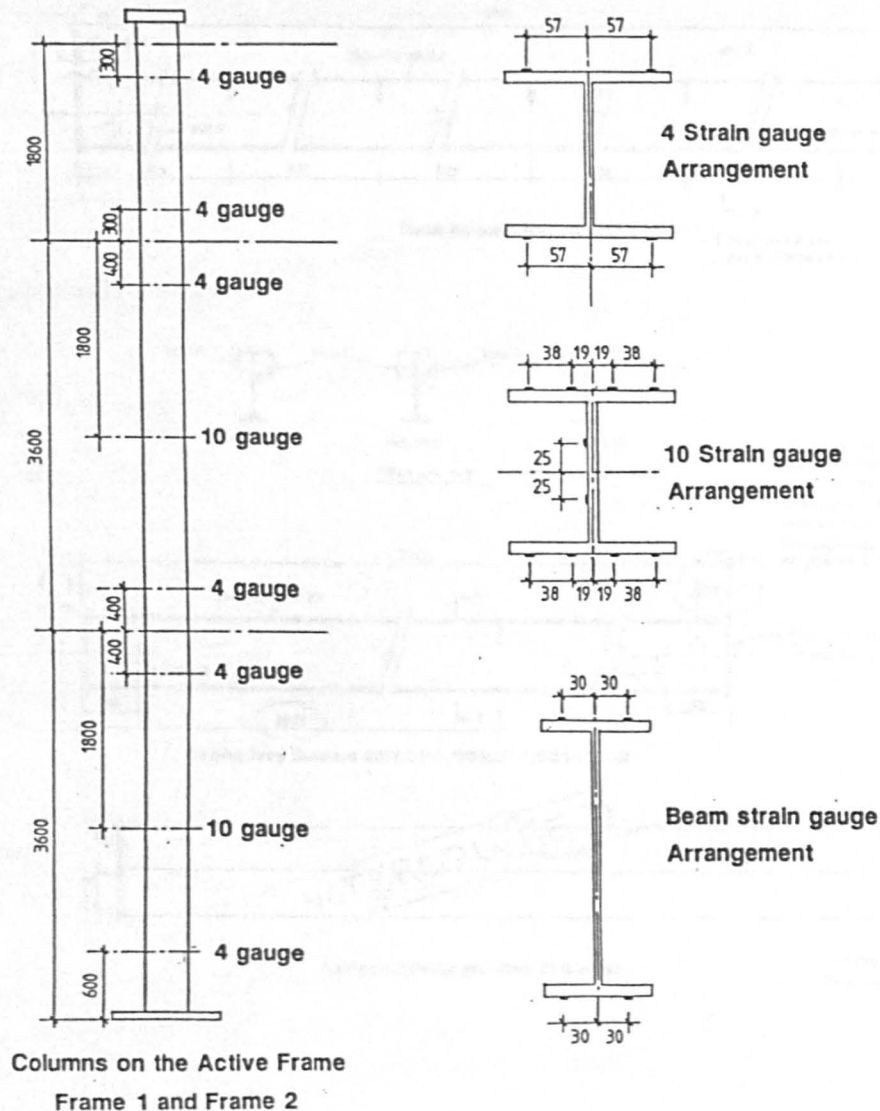 300
4 gauge
1800
4 gauge
300
400
4 gauge
1800
10 gauge
3600
4 gauge
400
400
4 gauge
1800
10 gauge
3600
4 gauge
600
Columns on the Active Frame
Frame 1 and Frame 2
57 57
4 Strain gauge
Arrangement
57 57
38 19 19 38
25
25
10 Strain gauge
Arrangement
38 19 19 38
30 30
Beam strain gauge
Arrangement
30 30